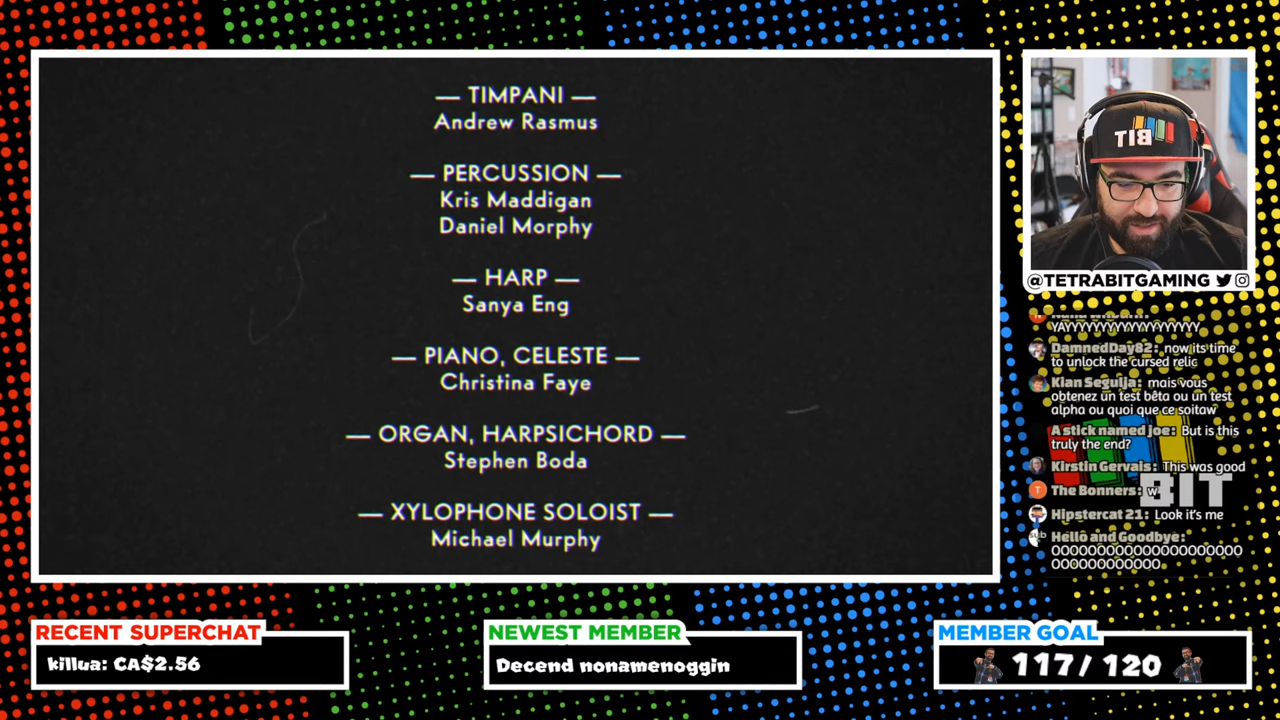 — TIMPANI —
Andrew Rasmus
— PERCUSSION —
Kris Maddigan
Daniel Morphy
— HARP —
Sanya Eng
— PIANO, CELESTE —
Christina Faye
— ORGAN, HARPSICHORD —
Stephen Boda
— XYLOPHONE SOLOIST —
Michael Murphy
BIT
@TETRABITGAMING
YAYYYYYYYYYYYYYYYYYYY
DamnedDay82: now its time
to unlock the cursed relic
Kian Segulja: mais vous
obtenez un test bêta ou un test
alpha ou quoi que ce soitaw
A stick named joe: But is this
truly the end?
Kirstin Gervais: This was good
The Bonners: w
BIT
Hipstercat 21: Look it's me
Hello and Goodbye:
OOOOOOOOOOOOOOOOOOOOOO
OOOOOOOOOOOO
RECENT SUPERCHAT
killua: CA$2.56
NEWEST MEMBER
Decend nonamenoggin
MEMBER GOAL
117 / 120